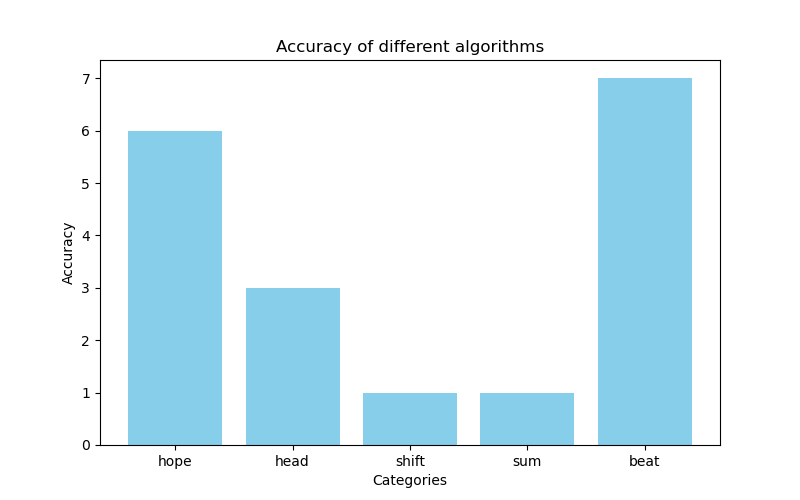 Accuracy of different algorithms
Accuracy
7
6
5
4
3
2
1
0
hope head shift sum beat
Categories